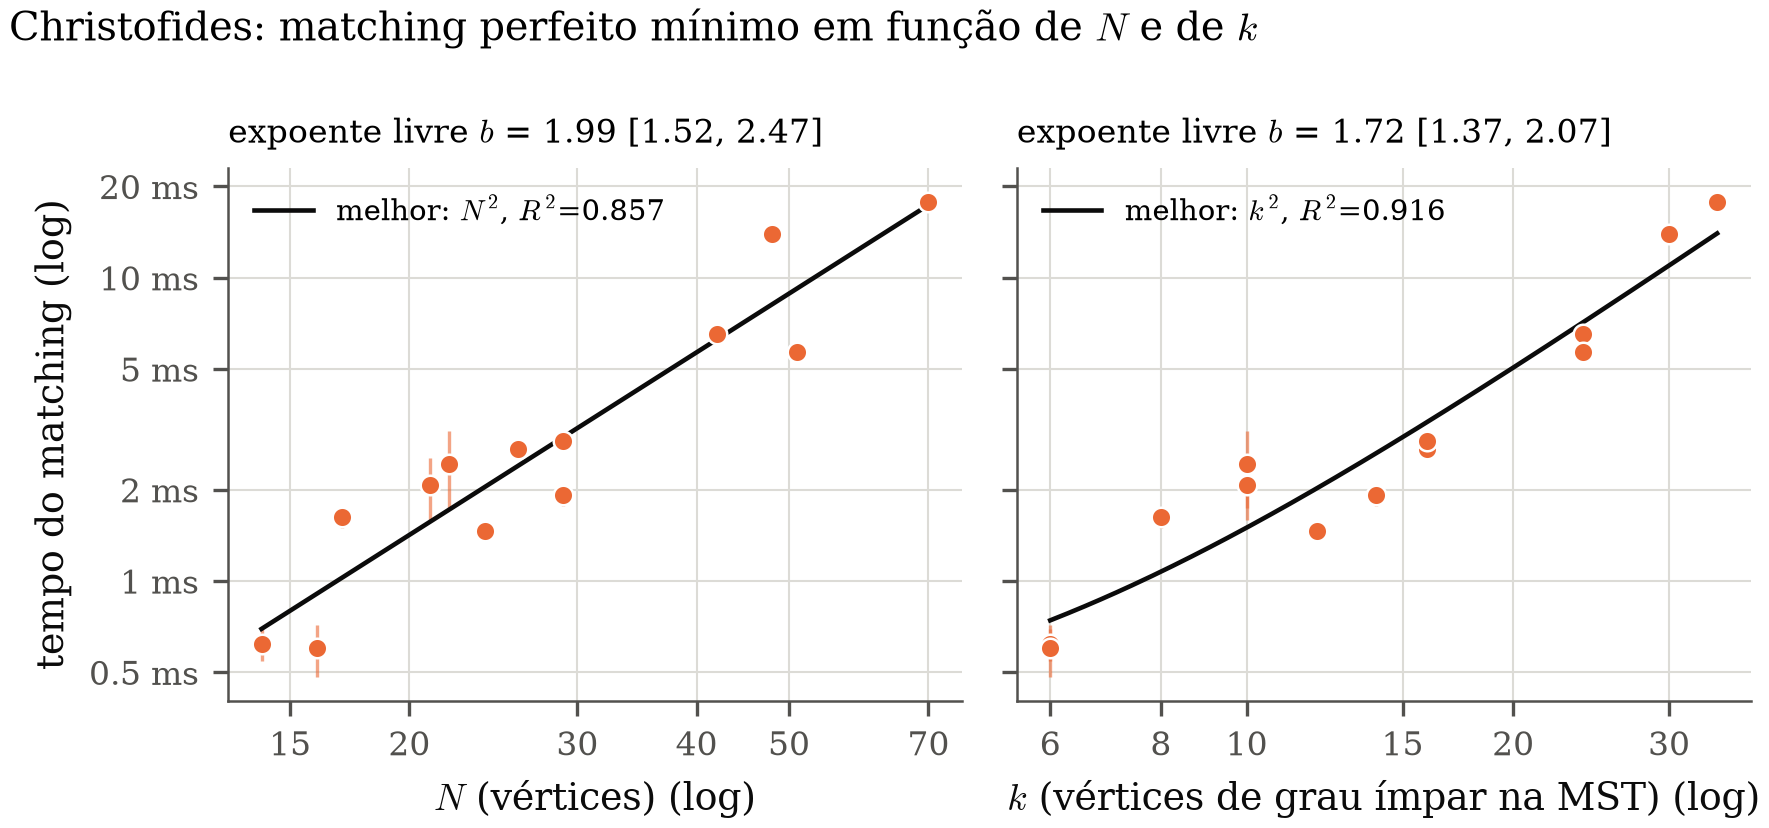 Christofides: matching perfeito mínimo em função de N e de k
expoente livre b = 1.99 [1.52, 2.47]
melhor: N², R²=0.857
tempo do matching (log)
20 ms
10 ms
5 ms
2 ms
1 ms
0.5 ms
15 20 30 40 50 70
N (vértices) (log)
expoente livre b = 1.72 [1.37, 2.07]
melhor: k², R²=0.916
6 8 10 15 20 30
k (vértices de grau ímpar na MST) (log)